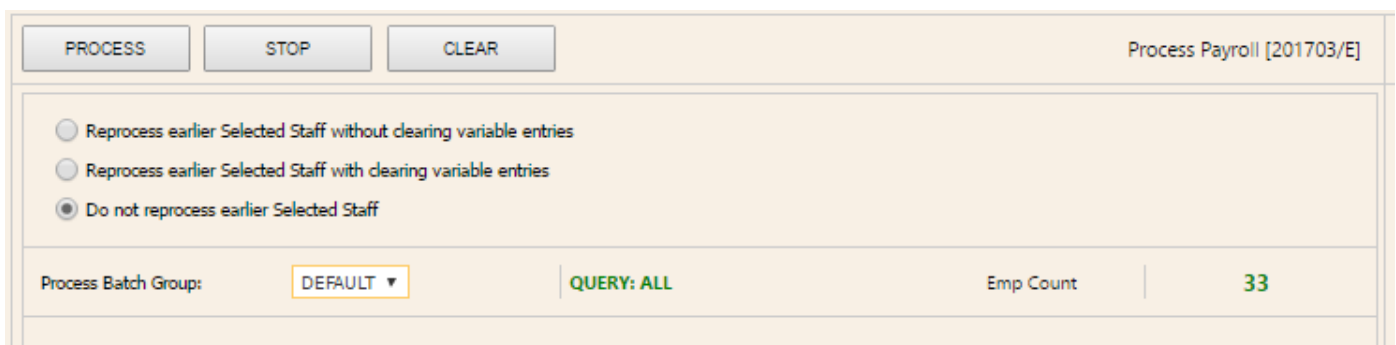 PROCESS STOP CLEAR Process Payroll [201703/E]
Reprocess earlier Selected Staff without clearing variable entries
Reprocess earlier Selected Staff with clearing variable entries
Do not reprocess earlier Selected Staff
Process Batch Group: DEFAULT ▼ QUERY: ALL Emp Count 33